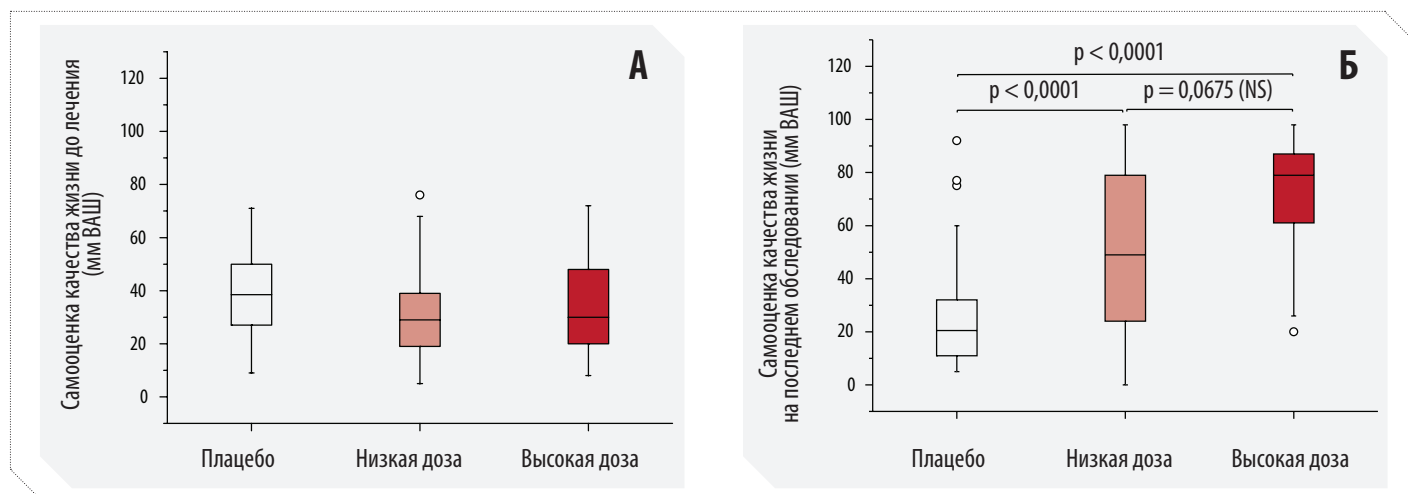 А
Самооценка качества жизни до лечения
(мм ВАШ)
120
100
80
60
40
20
0
Плацебо
Низкая доза
Высокая доза
Б
Самооценка качества жизни
на последнем обследовании (мм ВАШ)
120
100
80
60
40
20
0
p < 0,0001
p < 0,0001
p = 0,0675 (NS)
Плацебо
Низкая доза
Высокая доза